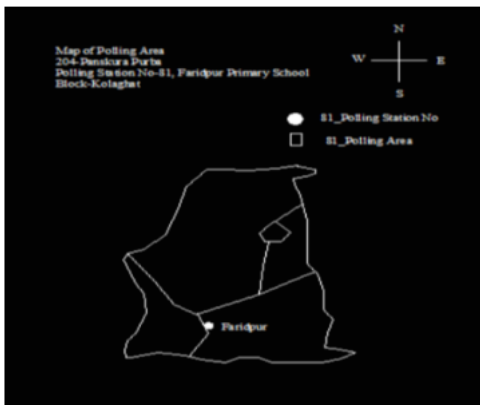 Map of Polling Area
204-Panskura Purba
Polling Station No-81, Faridpur Primary School
Block-Kolaghat
N
W E
S
81_Polling Station No
81_Polling Area
Faridpur